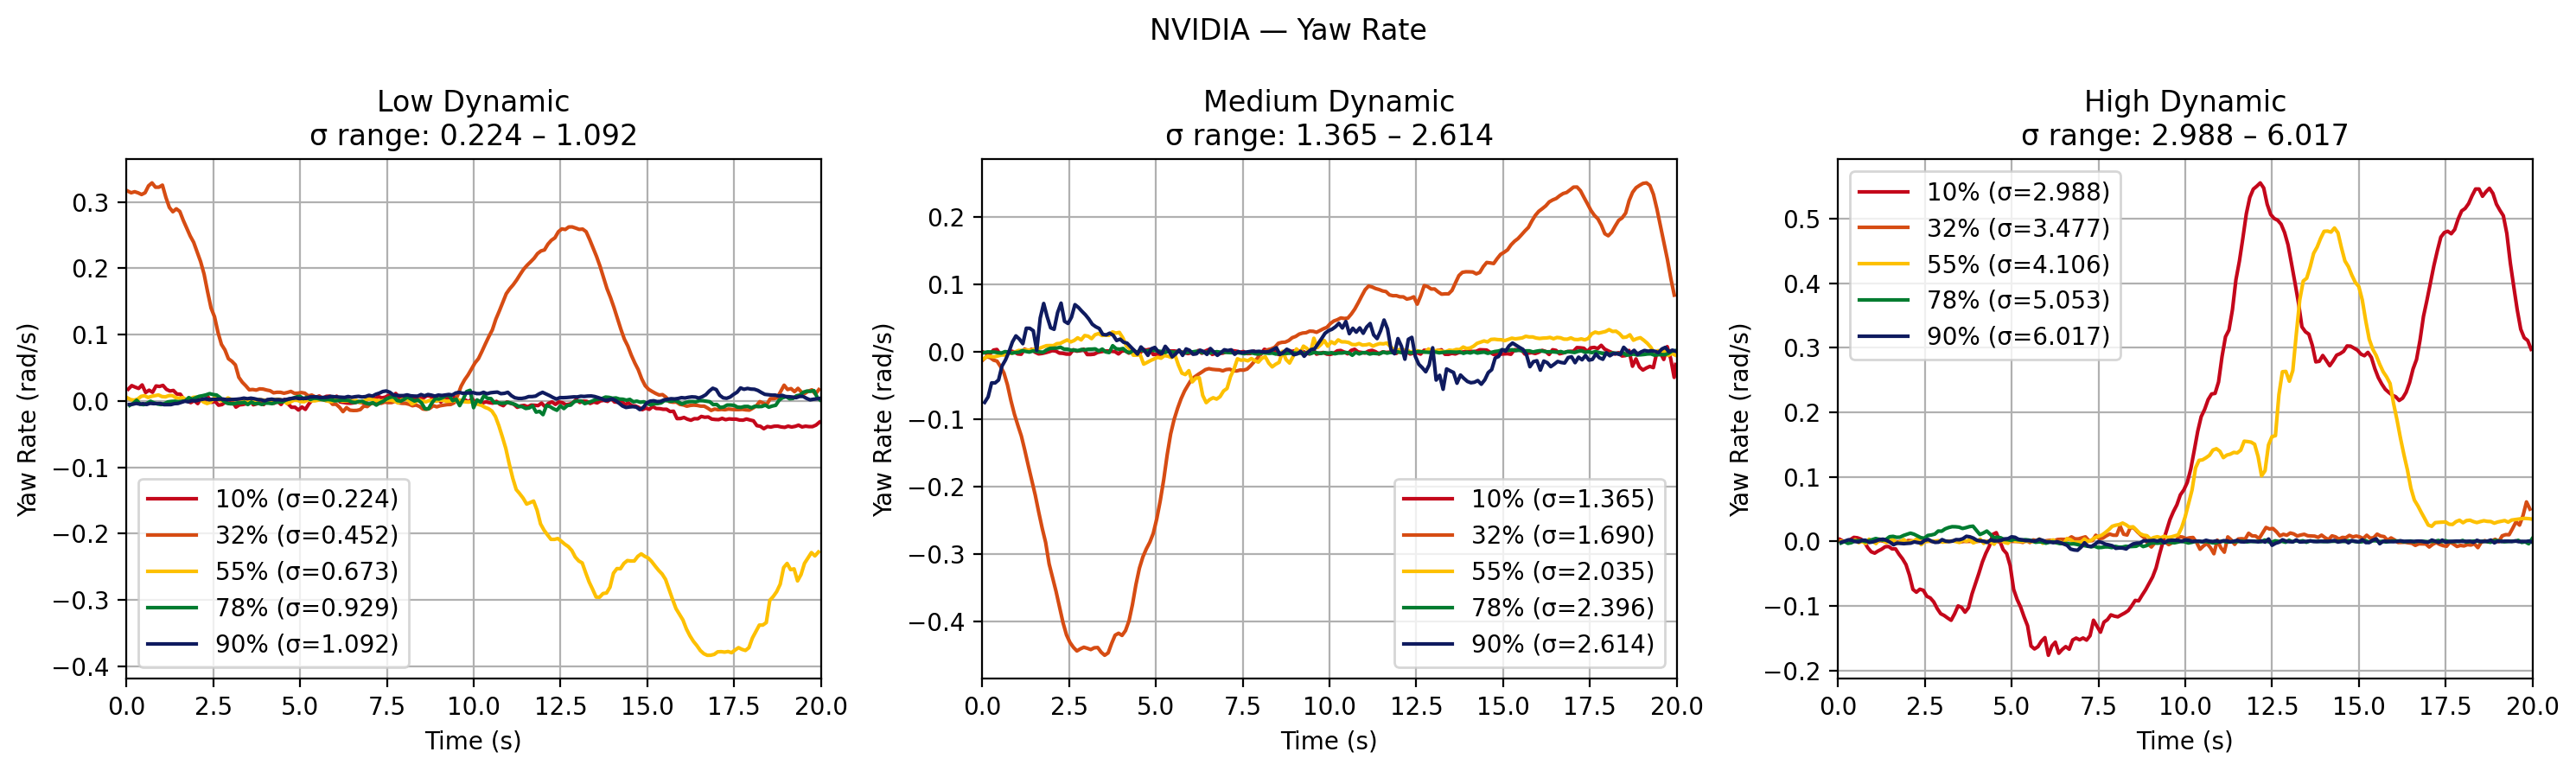 NVIDIA — Yaw Rate
Low Dynamic
σ range: 0.224 – 1.092
Yaw Rate (rad/s)
0.3
0.2
0.1
0.0
−0.1
−0.2
−0.3
−0.4
10% (σ=0.224)
32% (σ=0.452)
55% (σ=0.673)
78% (σ=0.929)
90% (σ=1.092)
0.0 2.5 5.0 7.5 10.0 12.5 15.0 17.5 20.0
Time (s)
Medium Dynamic
σ range: 1.365 – 2.614
Yaw Rate (rad/s)
0.2
0.1
0.0
−0.1
−0.2
−0.3
−0.4
10% (σ=1.365)
32% (σ=1.690)
55% (σ=2.035)
78% (σ=2.396)
90% (σ=2.614)
0.0 2.5 5.0 7.5 10.0 12.5 15.0 17.5 20.0
Time (s)
High Dynamic
σ range: 2.988 – 6.017
Yaw Rate (rad/s)
0.5
0.4
0.3
0.2
0.1
0.0
−0.1
−0.2
10% (σ=2.988)
32% (σ=3.477)
55% (σ=4.106)
78% (σ=5.053)
90% (σ=6.017)
0.0 2.5 5.0 7.5 10.0 12.5 15.0 17.5 20.0
Time (s)